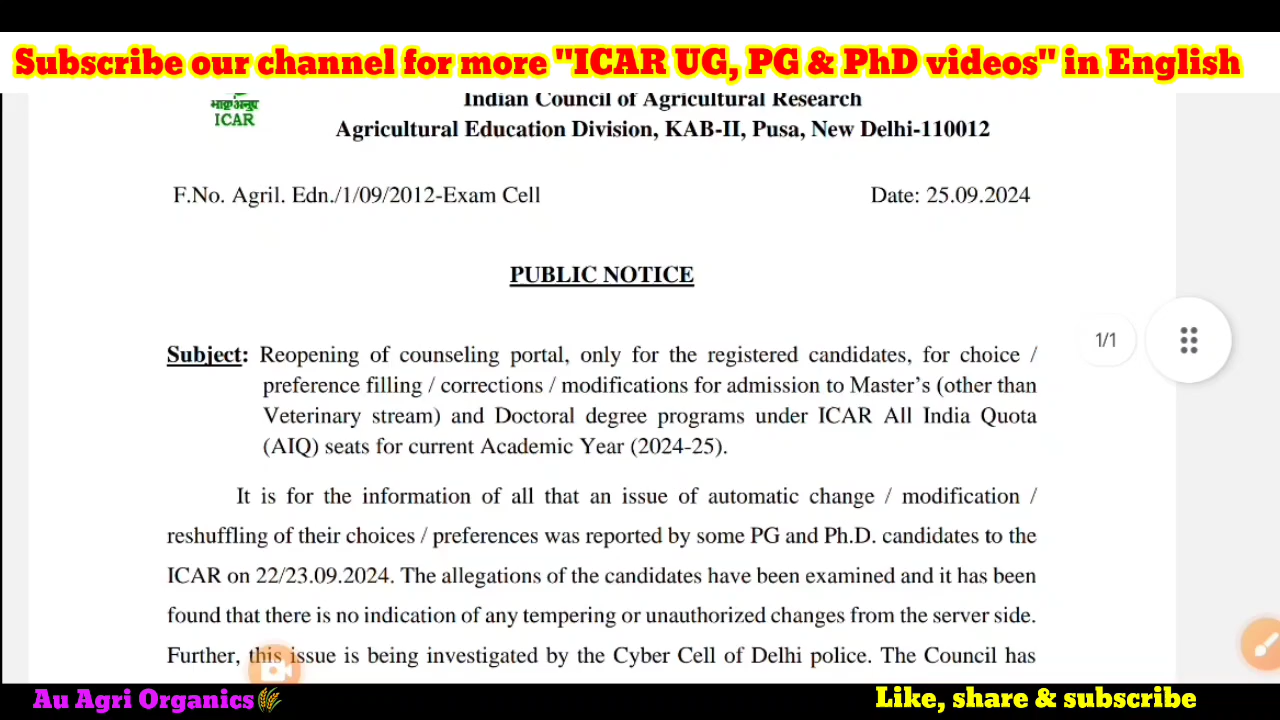 Subscribe our channel for more "ICAR UG, PG & PhD videos" in English
Indian Council of Agricultural Research
भाकृअनुप
ICAR
Agricultural Education Division, KAB-II, Pusa, New Delhi-110012
F.No. Agril. Edn./1/09/2012-Exam Cell
Date: 25.09.2024
PUBLIC NOTICE
Subject: Reopening of counseling portal, only for the registered candidates, for choice /
preference filling / corrections / modifications for admission to Master's (other than
Veterinary stream) and Doctoral degree programs under ICAR All India Quota
(AIQ) seats for current Academic Year (2024-25).
1/1
It is for the information of all that an issue of automatic change / modification /
reshuffling of their choices / preferences was reported by some PG and Ph.D. candidates to the
ICAR on 22/23.09.2024. The allegations of the candidates have been examined and it has been
found that there is no indication of any tempering or unauthorized changes from the server side.
Further, this issue is being investigated by the Cyber Cell of Delhi police. The Council has
Au Agri Organics
Like, share & subscribe